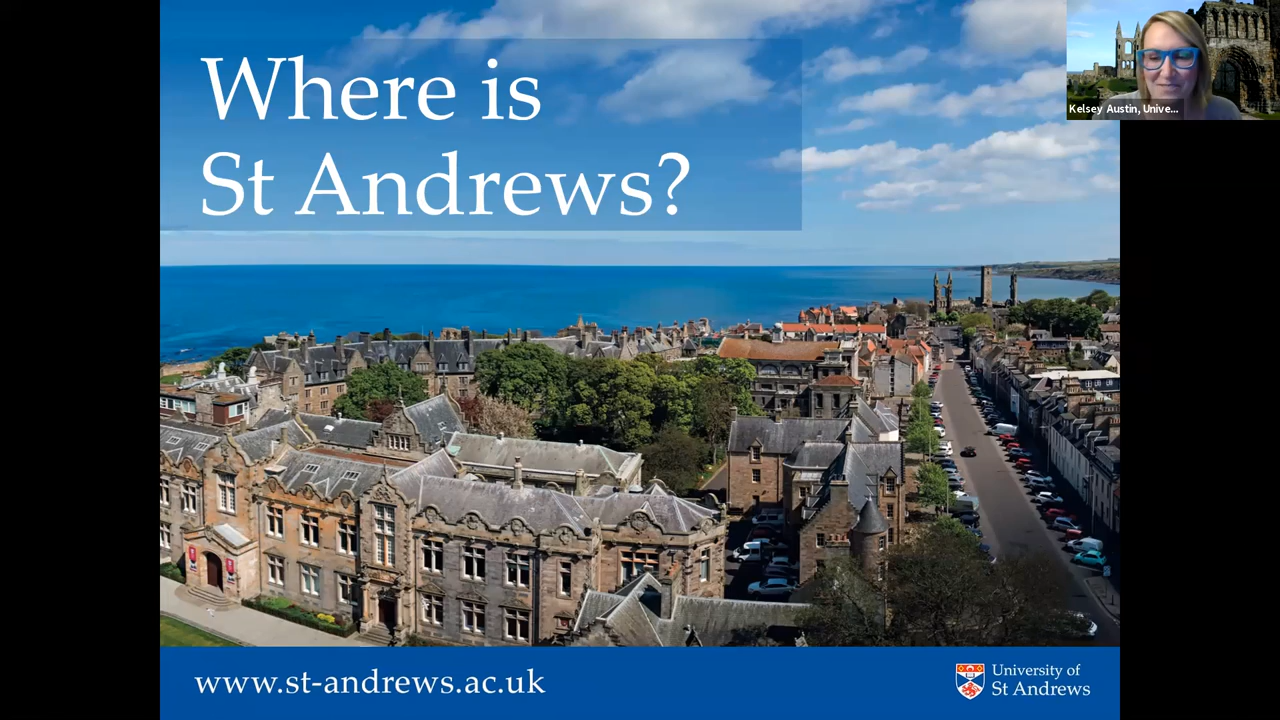 Where is
St Andrews?
Kelsey Austin, Unive...
www.st-andrews.ac.uk
University of
St Andrews